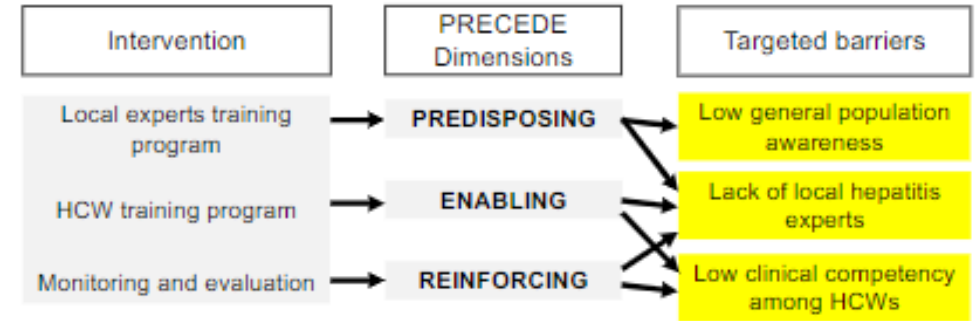 Intervention
PRECEDE
Dimensions
Targeted barriers
Local experts training
program
PREDISPOSING
Low general population
awareness
HCW training program
ENABLING
Lack of local hepatitis
experts
Monitoring and evaluation
REINFORCING
Low clinical competency
among HCWs